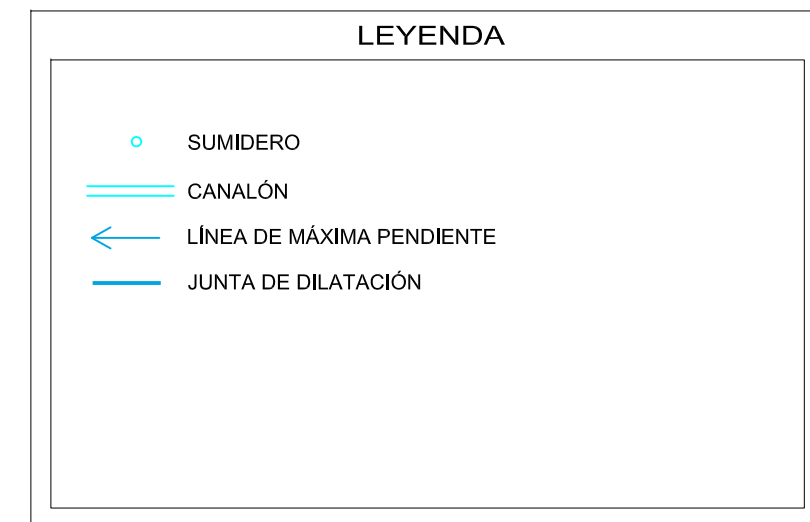 LEYENDA
SUMIDERO
CANALÓN
LÍNEA DE MÁXIMA PENDIENTE
JUNTA DE DILATACIÓN